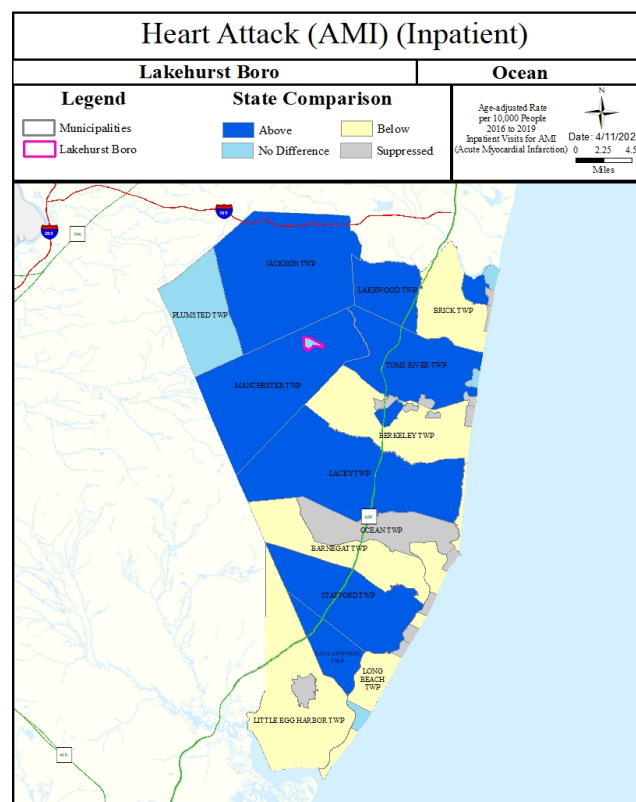 Heart Attack (AMI) (Inpatient)
Lakehurst Boro
Ocean
Legend
Municipalities
Lakehurst Boro
State Comparison
Above
Below
No Difference
Suppressed
Age-adjusted Rate
per 10,000 People
2016 to 2019
Inpatient Visits for AMI
(Acute Myocardial Infarction)
N
Date: 4/11/202
0 2.25 4.5
Miles
195
295
JACKSON TWP
LAKEWOOD TWP
BRICK TWP
PLUMSTED TWP
TOMS RIVER TWP
MANCHESTER TWP
BERKELEY TWP
LACEY TWP
OCEAN TWP
BARNEGAT TWP
STAFFORD TWP
EAGLESWOOD
TWP
LONG
BEACH
TWP
LITTLE EGG HARBOR TWP